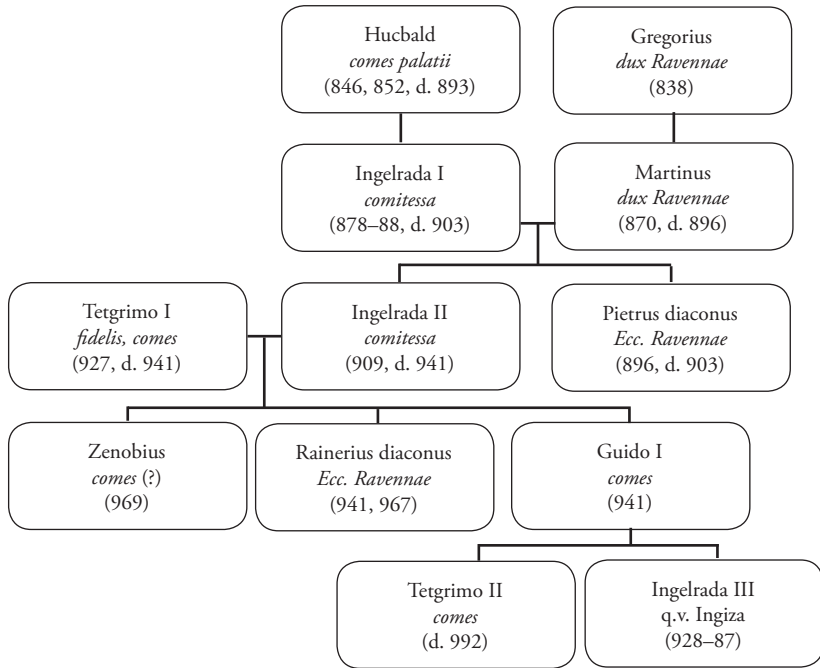 Hucbald
comes palatii
(846, 852, d. 893)
Gregorius
dux Ravennae
(838)
Ingelrada I
comitessa
(878–88, d. 903)
Martinus
dux Ravennae
(870, d. 896)
Tetgrimo I
fidelis, comes
(927, d. 941)
Ingelrada II
comitessa
(909, d. 941)
Pietrus diaconus
Ecc. Ravennae
(896, d. 903)
Zenobius
comes (?)
(969)
Rainerius diaconus
Ecc. Ravennae
(941, 967)
Guido I
comes
(941)
Tetgrimo II
comes
(d. 992)
Ingelrada III
q.v. Ingiza
(928–87)